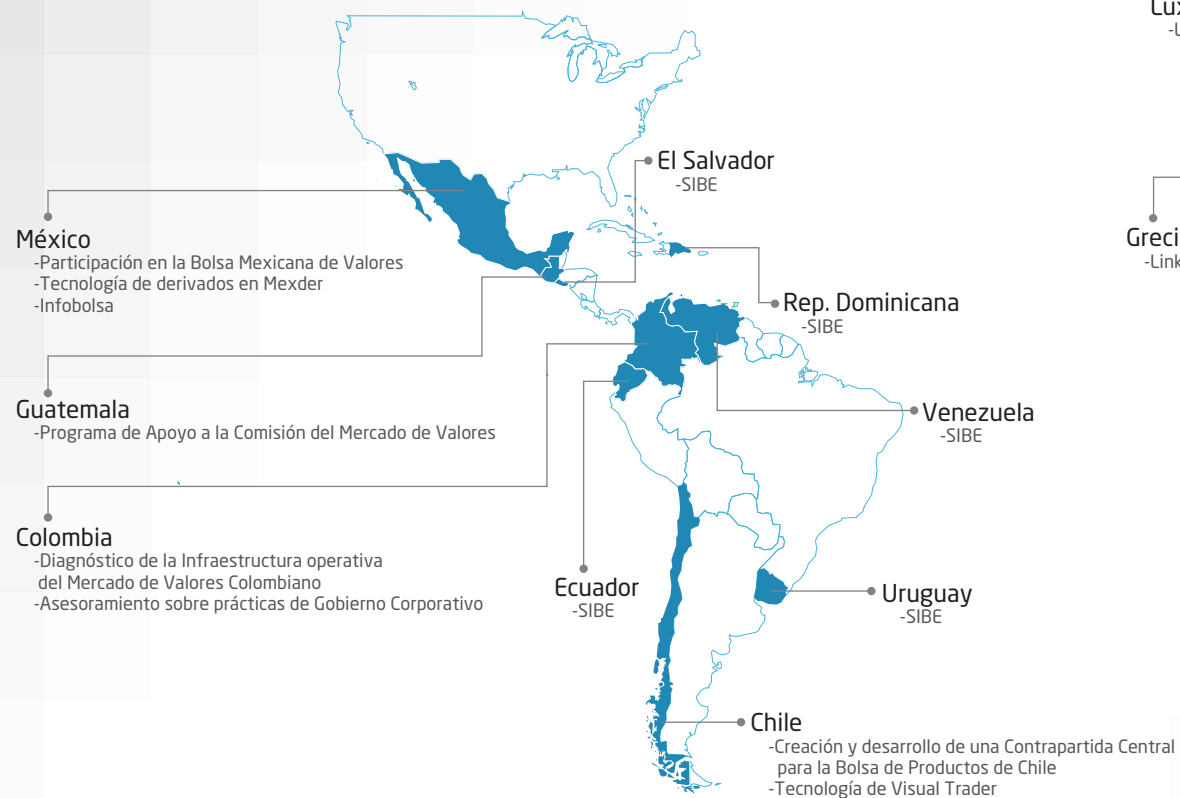 México
-Participación en la Bolsa Mexicana de Valores
-Tecnología de derivados en Mexder
-Infobolsa
Guatemala
-Programa de Apoyo a la Comisión del Mercado de Valores
Colombia
-Diagnóstico de la Infraestructura operativa
del Mercado de Valores Colombiano
-Asesoramiento sobre prácticas de Gobierno Corporativo
El Salvador
-SIBE
Rep. Dominicana
-SIBE
Venezuela
-SIBE
Ecuador
-SIBE
Uruguay
-SIBE
Chile
-Creación y desarrollo de una Contrapartida Central
para la Bolsa de Productos de Chile
-Tecnología de Visual Trader
-Link